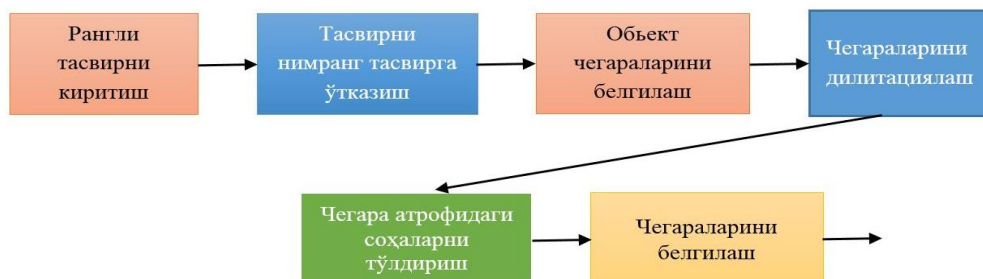 Рангли
тасвирни
киритиш
Тасвирни
нимранг тасвирга
ўтказиш
Обьект
чегараларини
белгилаш
Чегараларини
дилитациялаш
Чегара атрофидаги
соҳаларни
тўлдириш
Чегараларини
белгилаш